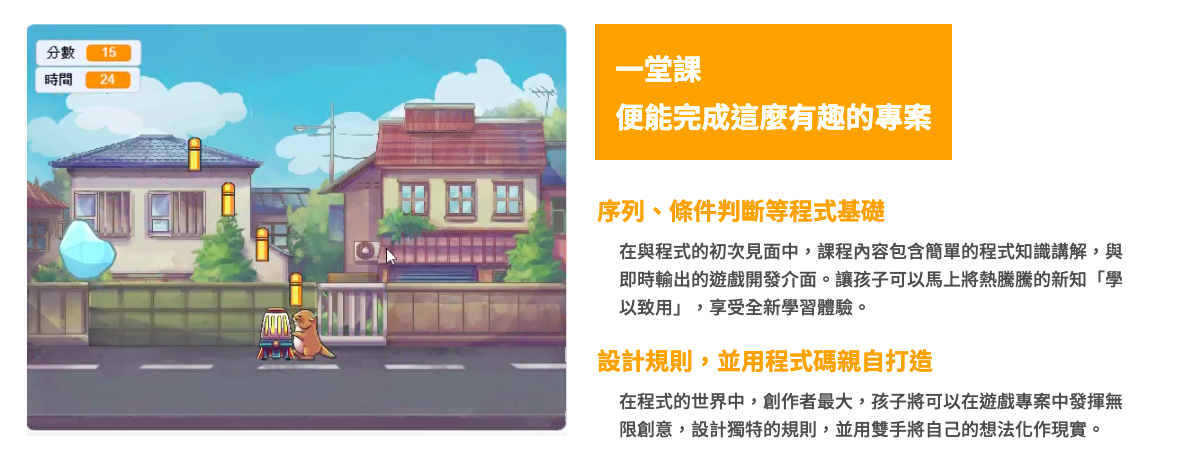 分數 15
時間 24
一堂課
便能完成這麼有趣的專案
序列、條件判斷等程式基礎
在與程式的初次見面中，課程內容包含簡單的程式知識講解，與
即時輸出的遊戲開發介面。讓孩子可以馬上將熱騰騰的新知「學
以致用」，享受全新學習體驗。
設計規則，並用程式碼親自打造
在程式的世界中，創作者最大，孩子將可以在遊戲專案中發揮無
限創意，設計獨特的規則，並用雙手將自己的想法化作現實。